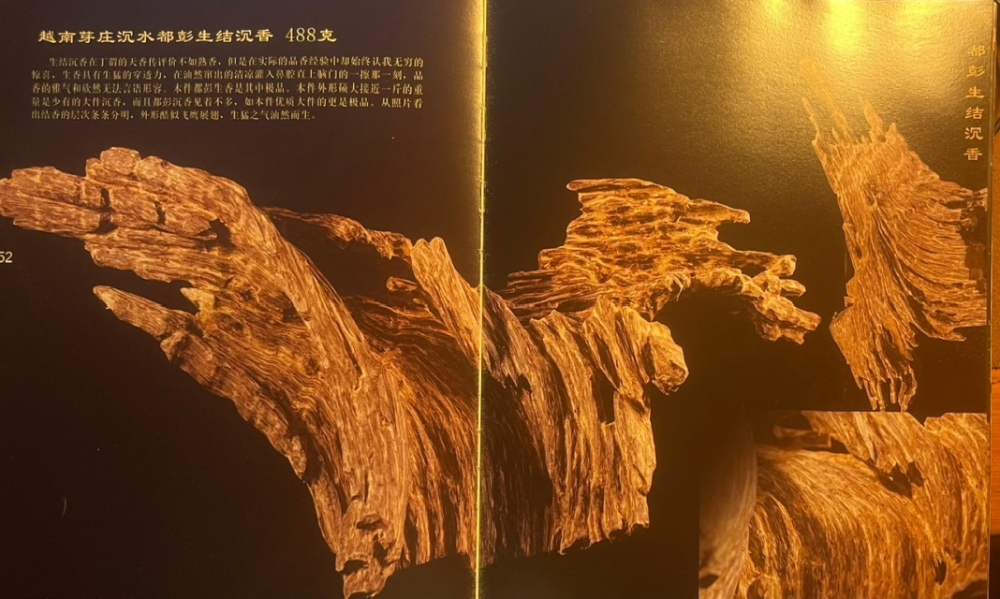 越南芽庄沉水都彭生结沉香 488克
生结沉香在丁谓的天香传评价不如熟香，但是在实际的品香经验中却始终认我无穷的
惊喜，生香具有生猛的穿透力，在油然窜出的清凉灌入鼻腔直上脑门的一擦那一刻，品
香的雅气和欣然无法言语形容。本件都彭生香是其中极品。本件外形硕大接近一斤的重
量是少有的大件沉香，而且都彭沉香见着不多，如本件优质大件的更是极品。从照片看
出结香的层次条条分明，外形酷似飞鹰展翅，生猛之气油然而生。
52
都彭生结沉香